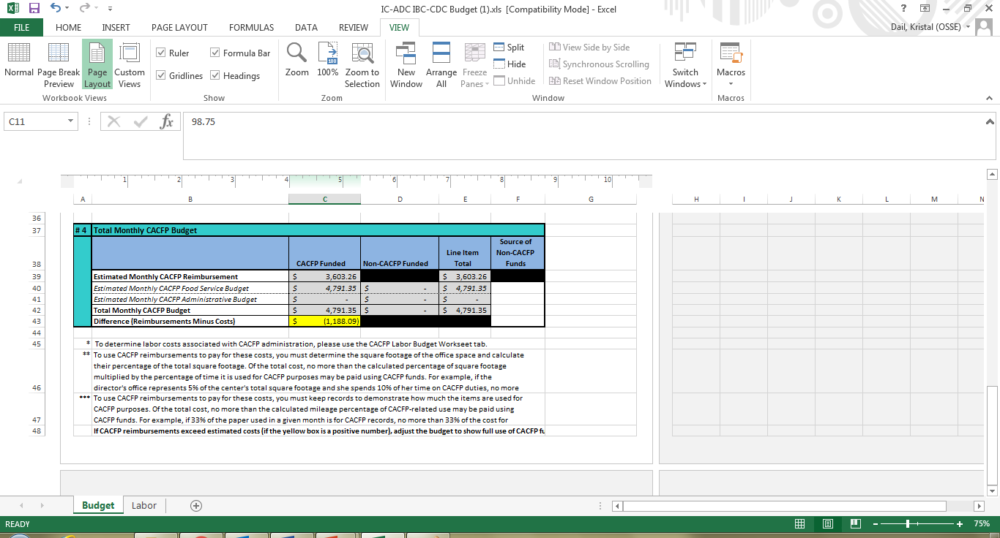 IC-ADC IBC-CDC Budget (1).xls [Compatibility Mode] - Excel
FILE HOME INSERT PAGE LAYOUT FORMULAS DATA REVIEW VIEW Dail, Kristal (OSSE)
Normal Page Break Preview Page Layout Custom Views
Workbook Views
Ruler Formula Bar
Gridlines Headings
Show
Zoom 100% Zoom to Selection
Zoom
New Window Arrange All Freeze Panes
Split
Hide
Unhide
View Side by Side
Synchronous Scrolling
Reset Window Position
Switch Windows
Window
Macros
Macros
C11 fx 98.75
1 2 3 4 5 6 7 8 9 10
A B C D E F G H I J K L M N
36
37 # 4 Total Monthly CACFP Budget
38 CACFP Funded Non-CACFP Funded Line Item Total Source of Non-CACFP Funds
39 Estimated Monthly CACFP Reimbursement $ 3,603.26 $ 3,603.26
40 Estimated Monthly CACFP Food Service Budget $ 4,791.35 $ - $ 4,791.35
41 Estimated Monthly CACFP Administrative Budget $ - $ - $ -
42 Total Monthly CACFP Budget $ 4,791.35 $ - $ 4,791.35
43 Difference (Reimbursements Minus Costs) $ (1,188.09)
44
45 * To determine labor costs associated with CACFP administration, please use the CACFP Labor Budget Workseet tab.
** To use CACFP reimbursements to pay for these costs, you must determine the square footage of the office space and calculate
their percentage of the total square footage. Of the total cost, no more than the calculated percentage of square footage
multiplied by the percentage of time it is used for CACFP purposes may be paid using CACFP funds. For example, if the
46 director's office represents 5% of the center's total square footage and she spends 10% of her time on CACFP duties, no more
*** To use CACFP reimbursements to pay for these costs, you must keep records to demonstrate how much the items are used for
CACFP purposes. Of the total cost, no more than the calculated mileage percentage of CACFP-related use may be paid using
47 CACFP funds. For example, if 33% of the paper used in a given month is for CACFP records, no more than 33% of the cost for
48 If CACFP reimbursements exceed estimated costs (if the yellow box is a positive number), adjust the budget to show full use of CACFP fu
Budget Labor
READY 75%